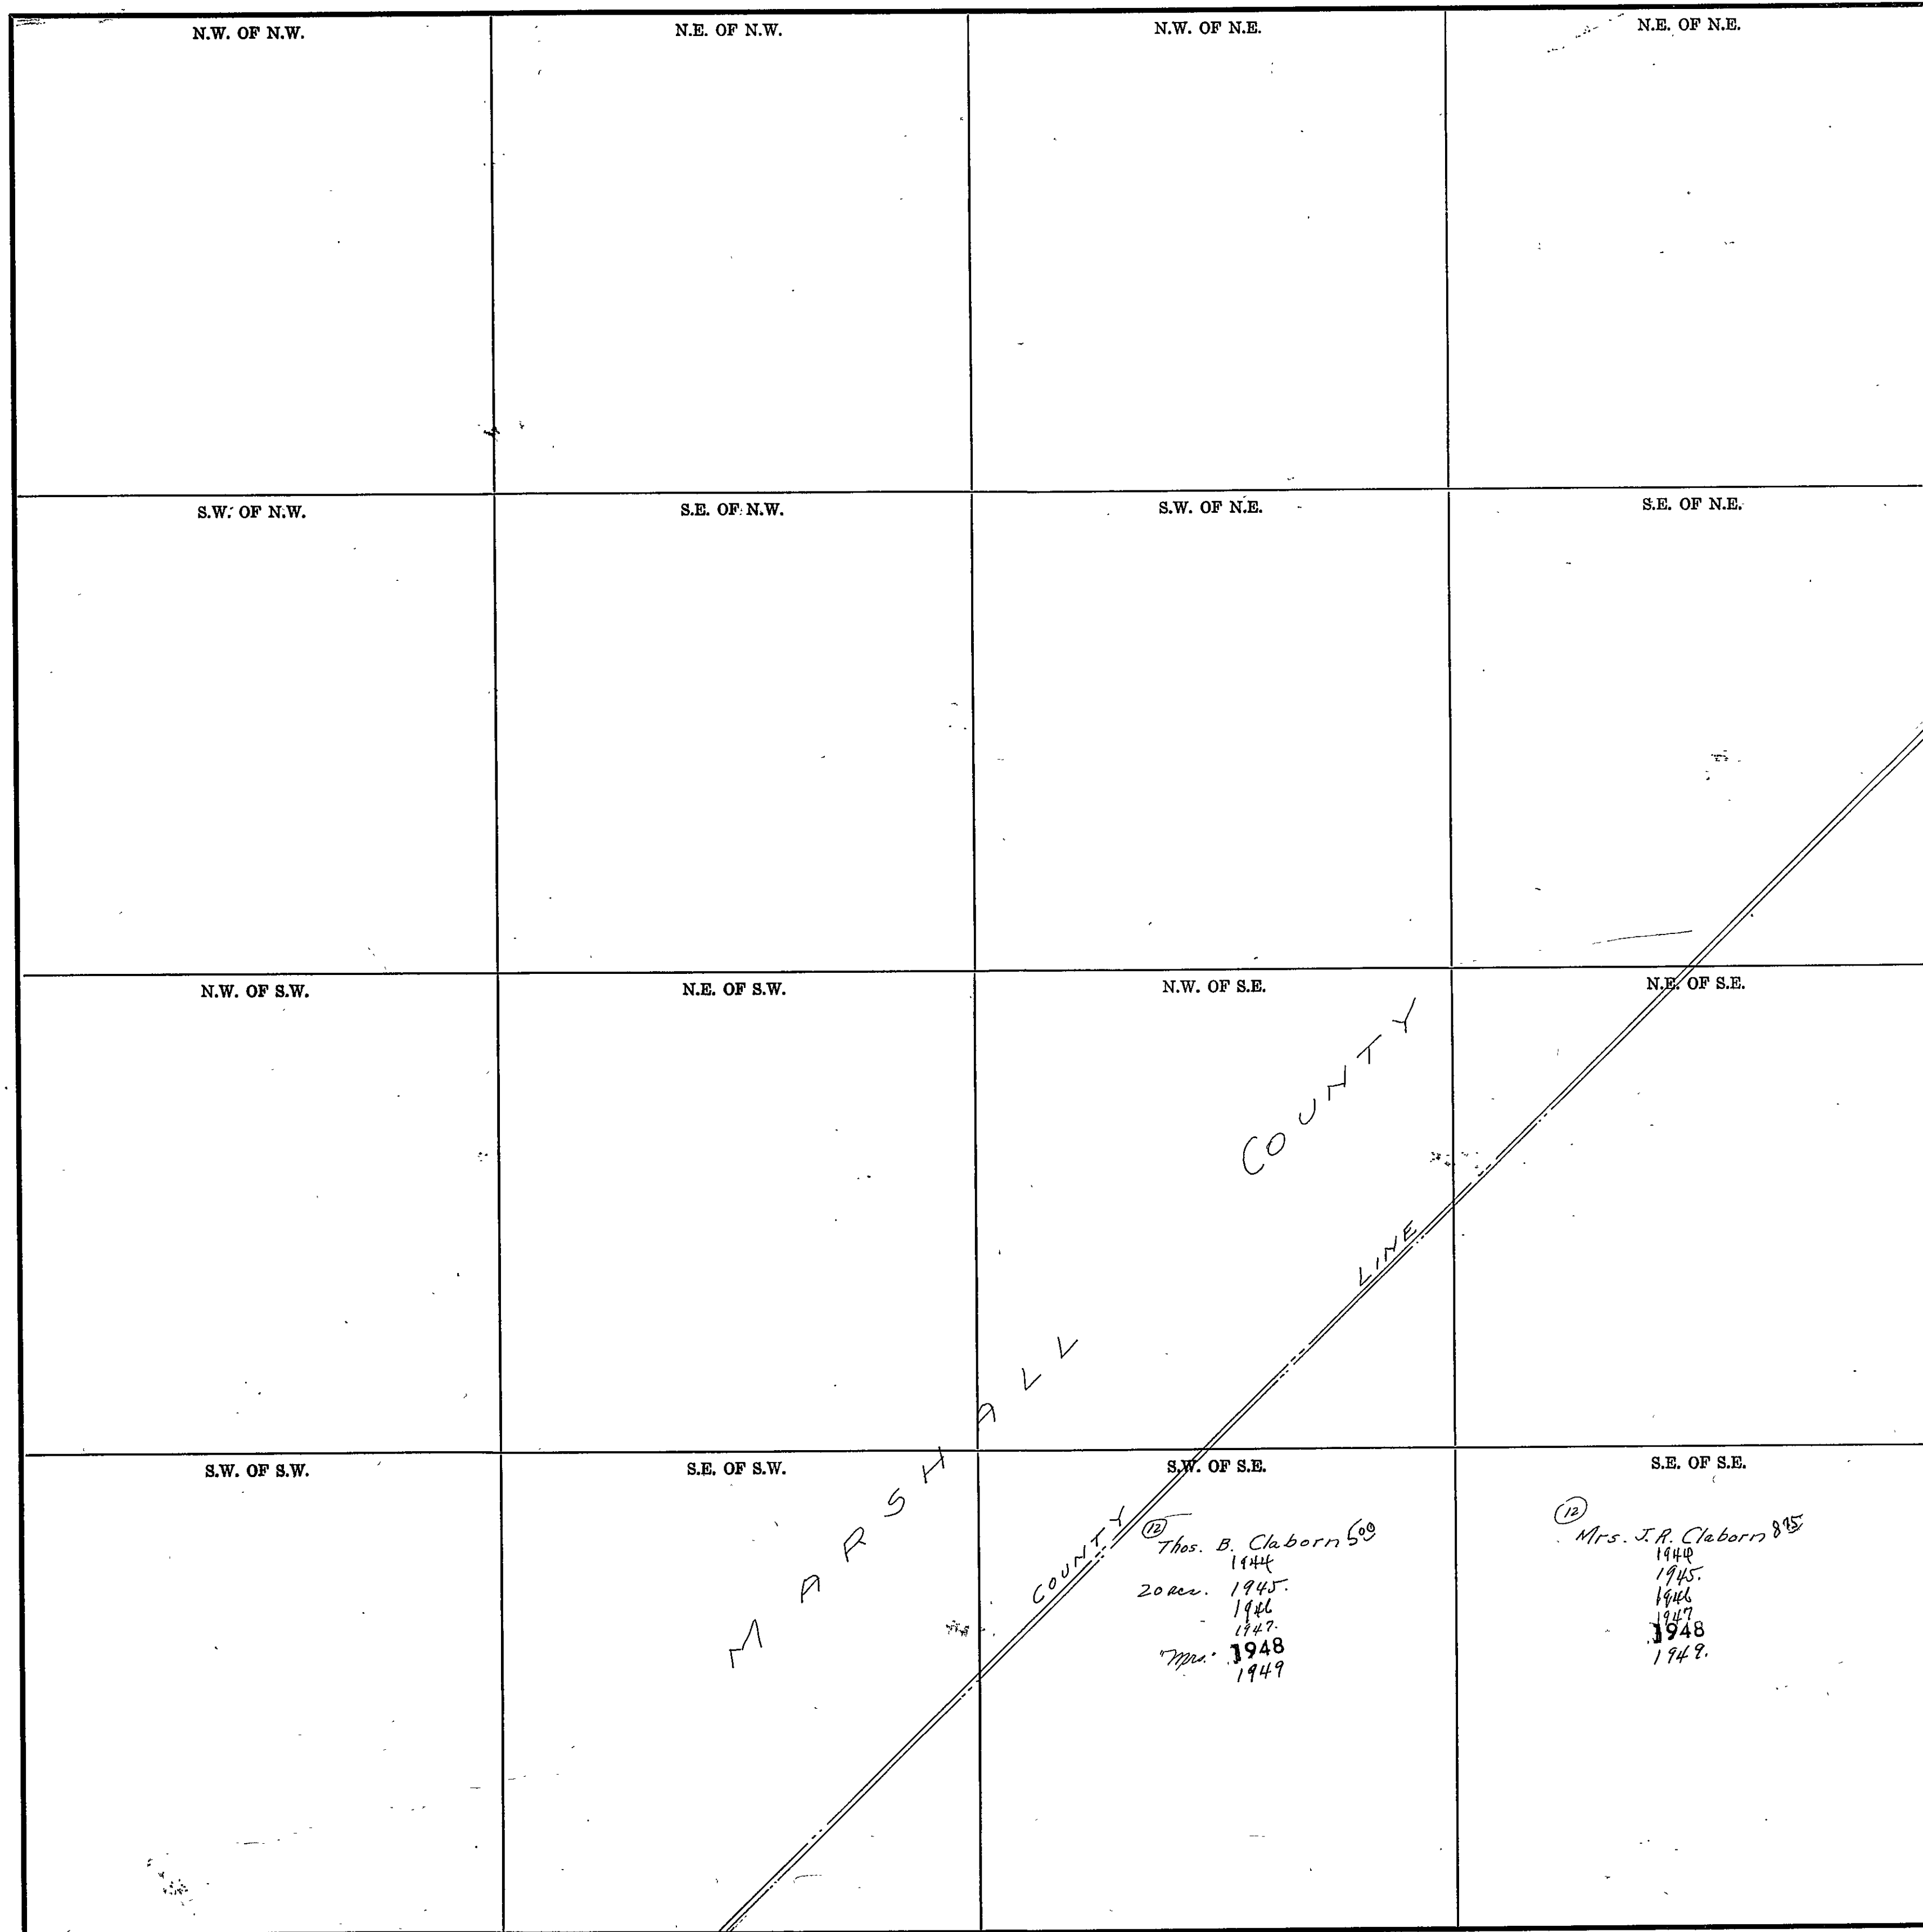 N.W. OF N.W.
N.E. OF N.W.
N.W. OF N.E.
N.E. OF N.E.
S.W. OF N.W.
S.E. OF N.W.
S.W. OF N.E.
S.E. OF N.E.
N.W. OF S.W.
N.E. OF S.W.
N.W. OF S.E.
N.E. OF S.E.
MARSHALL COUNTY
COUNTY LINE
S.W. OF S.W.
S.E. OF S.W.
S.W. OF S.E.
12
Thos. B. Claborn 500
1944
20 acr. 1945.
1946
1947.
"Mrs." 1948
1949
S.E. OF S.E.
12
Mrs. J.R. Claborn
1944
1945.
1946
1947
1948
1949.